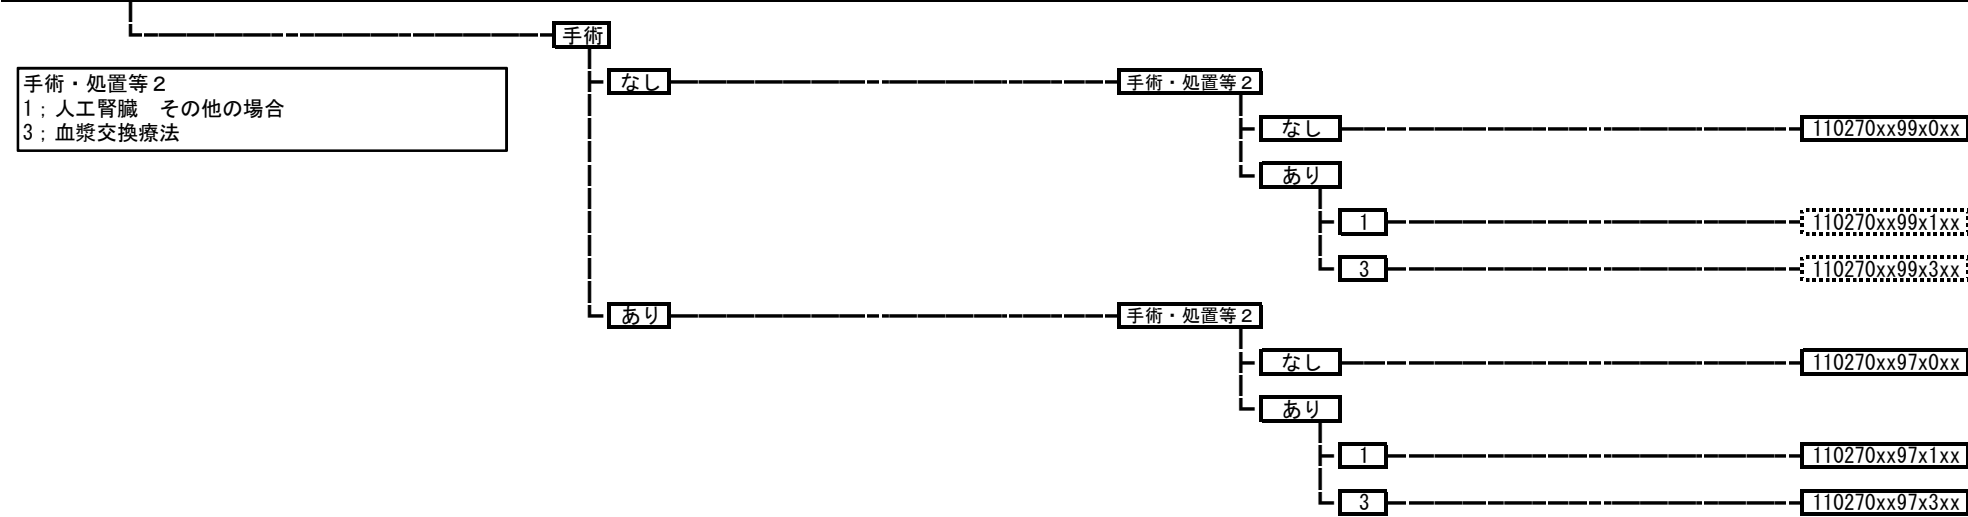 手術
手術・処置等２
1；人工腎臓　その他の場合
3；血漿交換療法
なし
手術・処置等２
なし
110270xx99x0xx
あり
1
110270xx99x1xx
3
110270xx99x3xx
あり
手術・処置等２
なし
110270xx97x0xx
あり
1
110270xx97x1xx
3
110270xx97x3xx